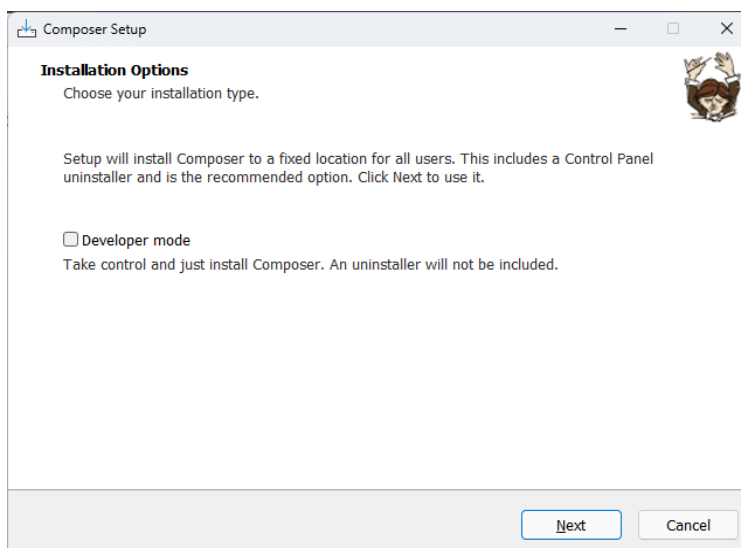 Composer Setup
Installation Options
Choose your installation type.
Setup will install Composer to a fixed location for all users. This includes a Control Panel
uninstaller and is the recommended option. Click Next to use it.
Developer mode
Take control and just install Composer. An uninstaller will not be included.
Next
Cancel